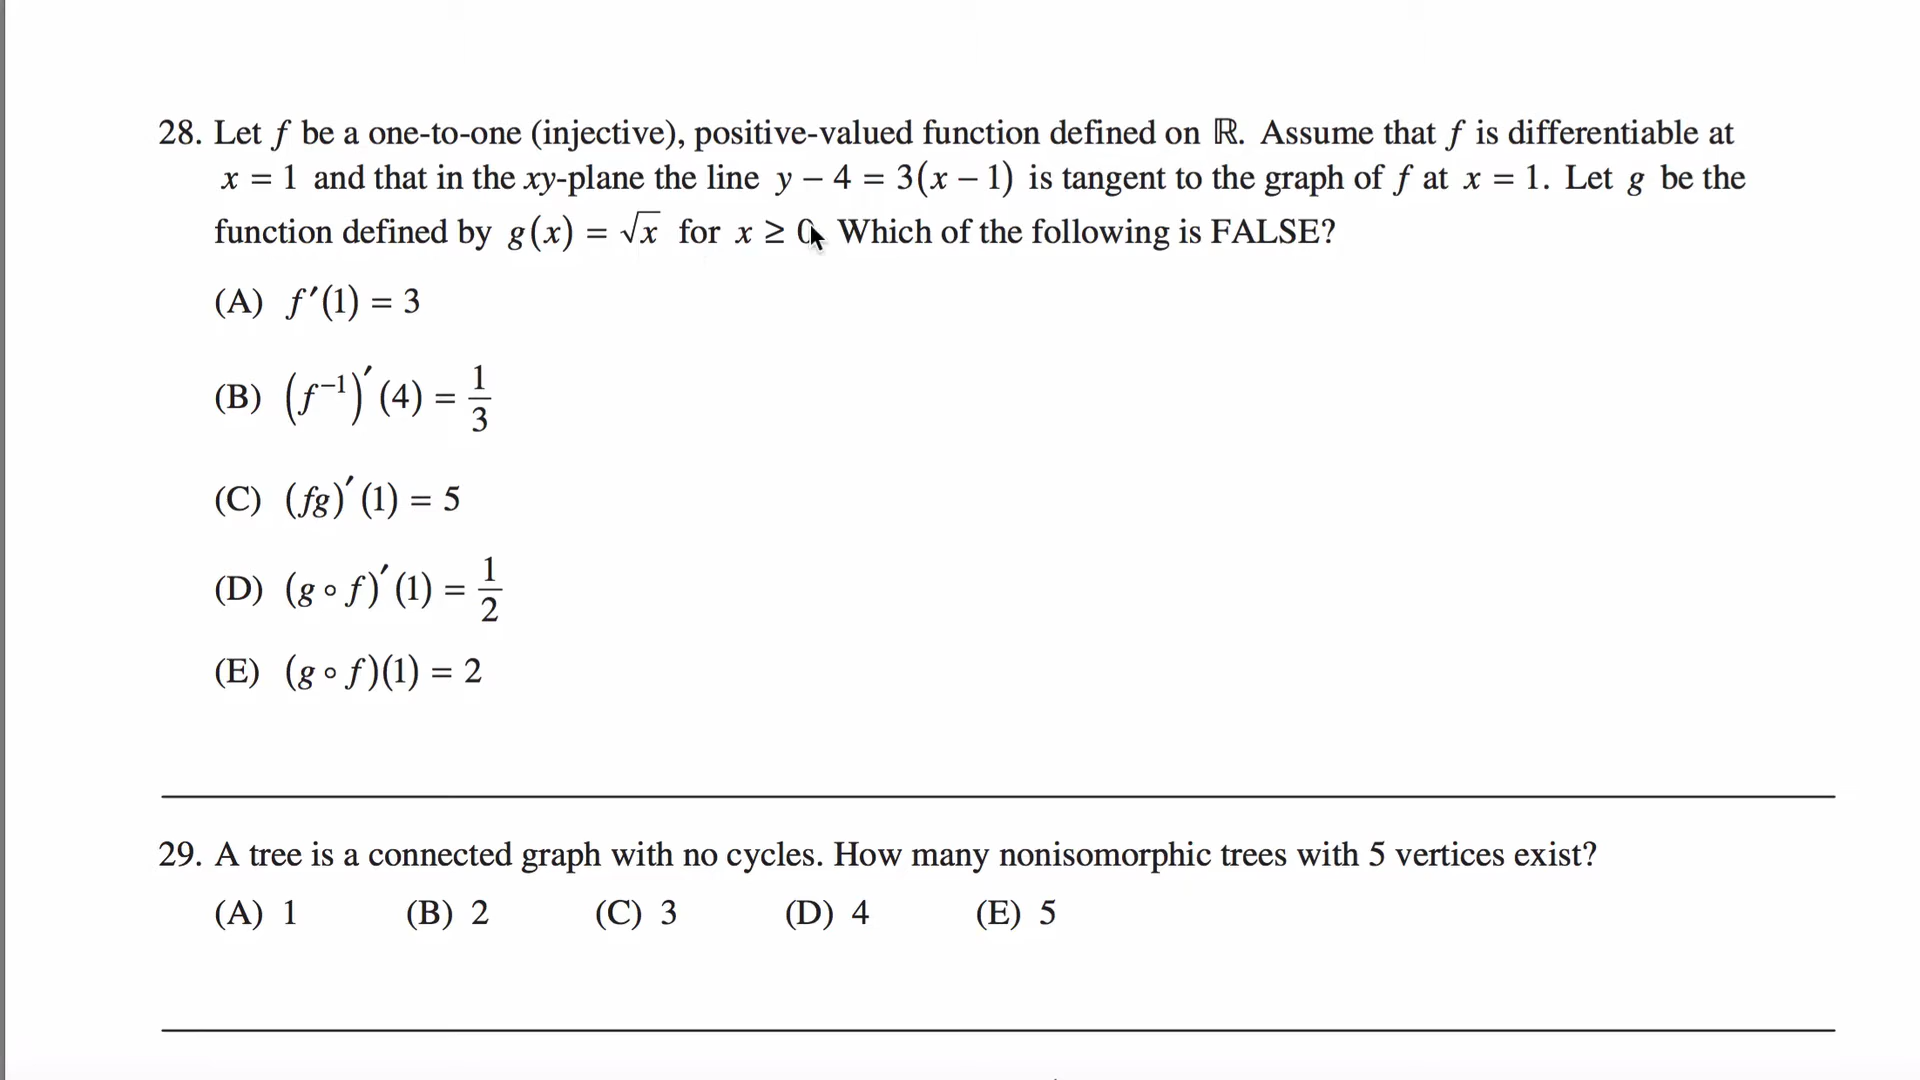 28. Let f be a one-to-one (injective), positive-valued function defined on ℝ. Assume that f is differentiable at
x = 1 and that in the xy-plane the line y − 4 = 3(x − 1) is tangent to the graph of f at x = 1. Let g be the
function defined by g(x) = √x for x ≥ 0. Which of the following is FALSE?
(A) f′(1) = 3
(B) (f⁻¹)′(4) = 1/3
(C) (fg)′(1) = 5
(D) (g ∘ f)′(1) = 1/2
(E) (g ∘ f)(1) = 2
29. A tree is a connected graph with no cycles. How many nonisomorphic trees with 5 vertices exist?
(A) 1 (B) 2 (C) 3 (D) 4 (E) 5